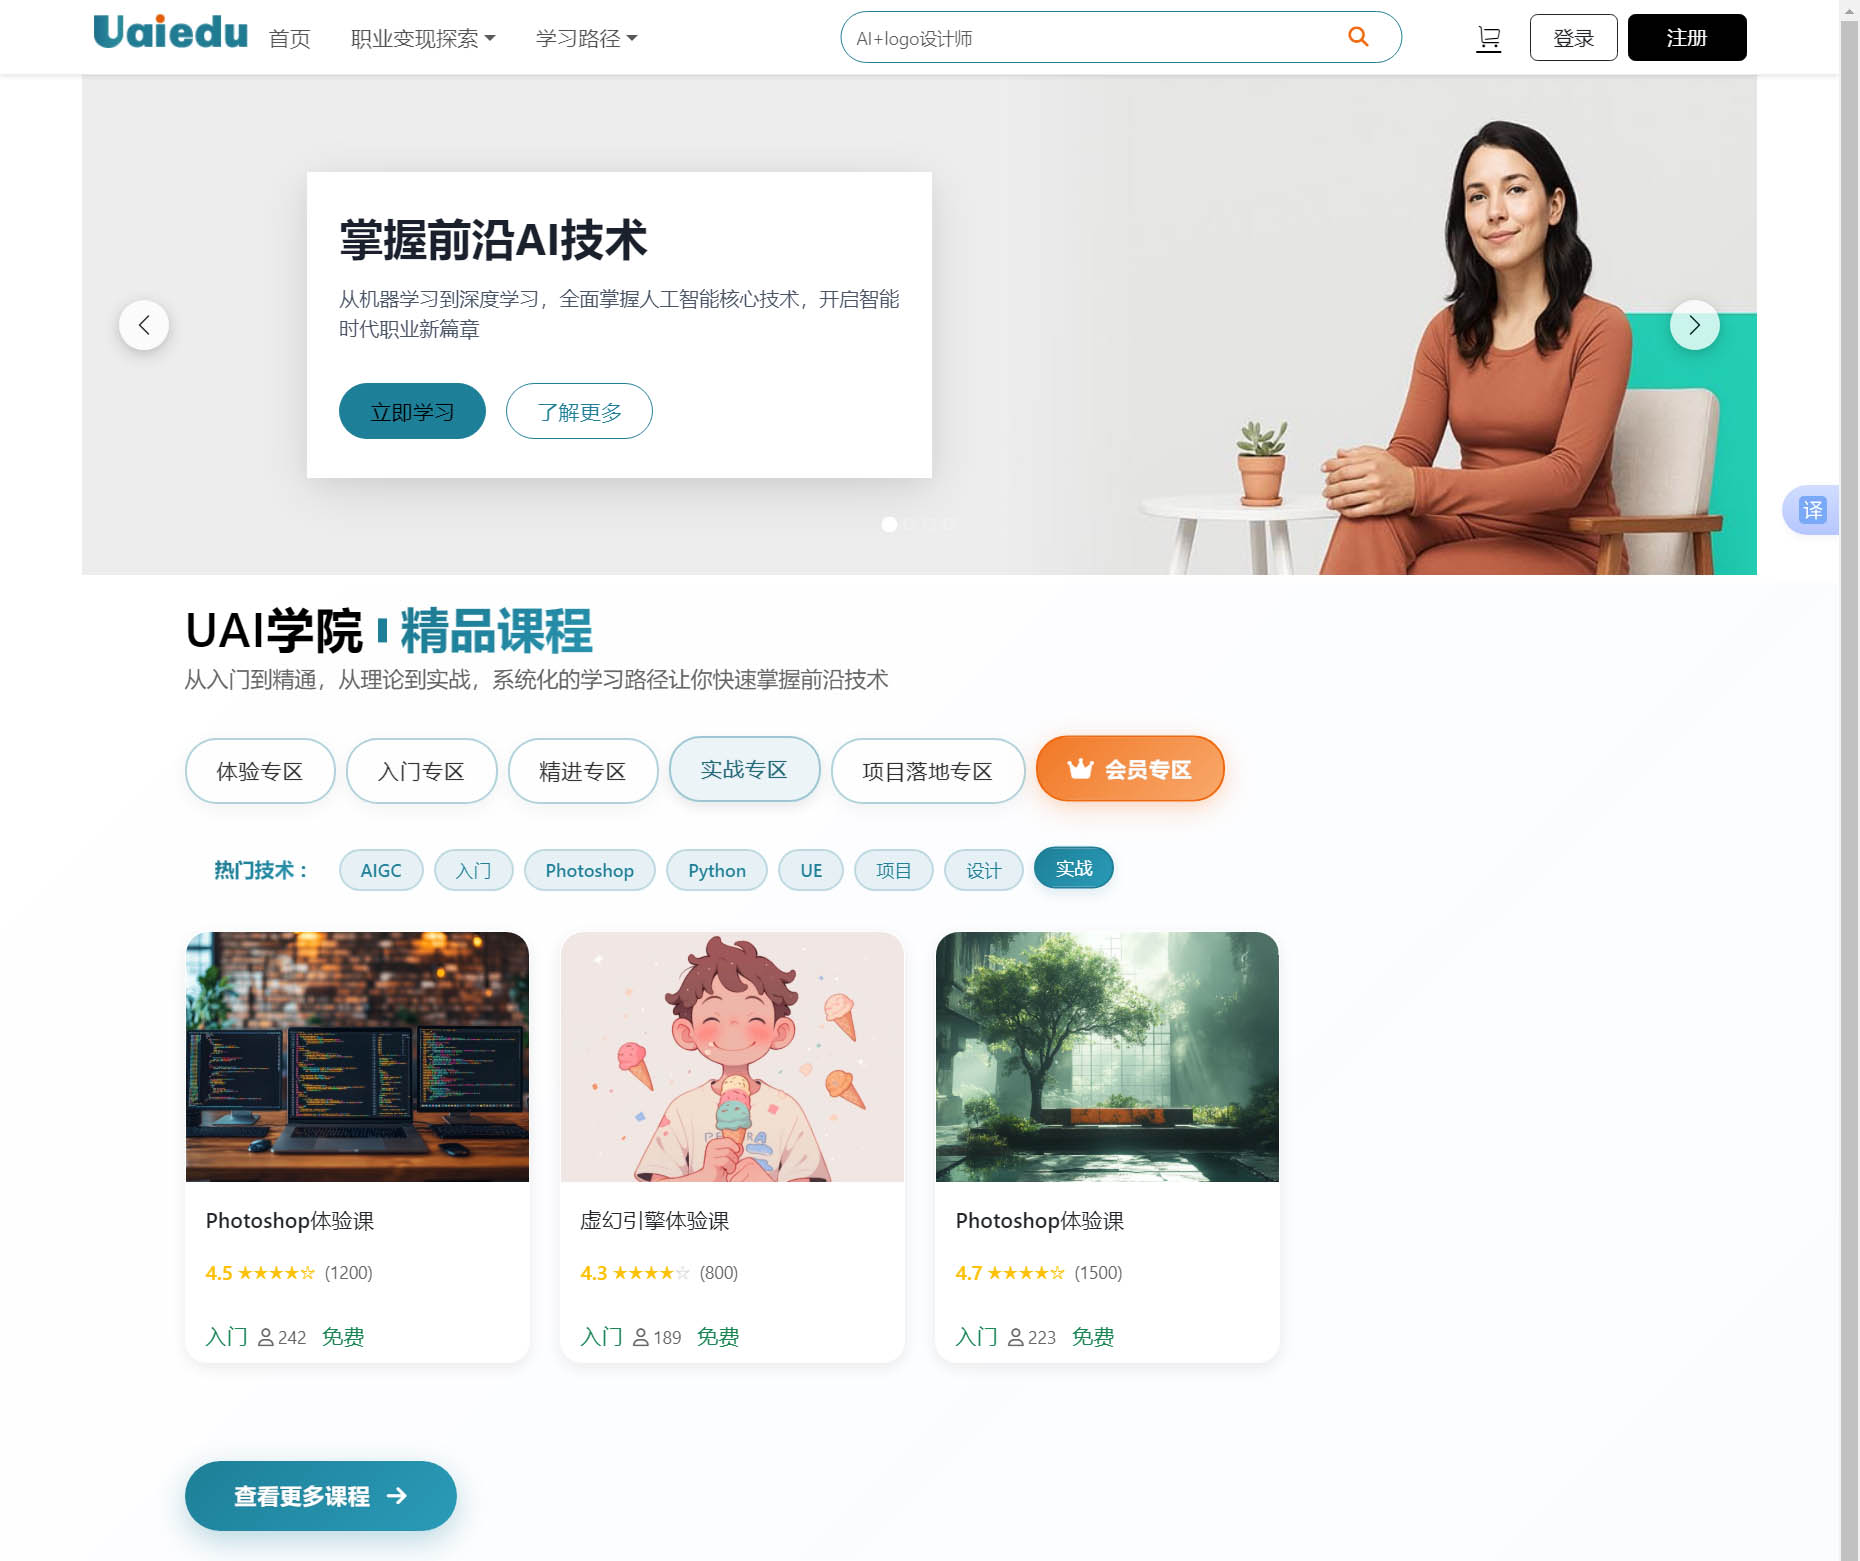 Uaiedu 首页 职业变现探索 学习路径 AI+logo设计师 登录 注册
掌握前沿AI技术
从机器学习到深度学习，全面掌握人工智能核心技术，开启智能
时代职业新篇章
立即学习 了解更多
译
UAI学院 精品课程
从入门到精通，从理论到实战，系统化的学习路径让你快速掌握前沿技术
体验专区 入门专区 精进专区 实战专区 项目落地专区 会员专区
热门技术： AIGC 入门 Photoshop Python UE 项目 设计 实战
Photoshop体验课
4.5 ★★★★☆ (1200)
入门 242 免费
虚幻引擎体验课
4.3 ★★★★☆ (800)
入门 189 免费
Photoshop体验课
4.7 ★★★★☆ (1500)
入门 223 免费
查看更多课程 →